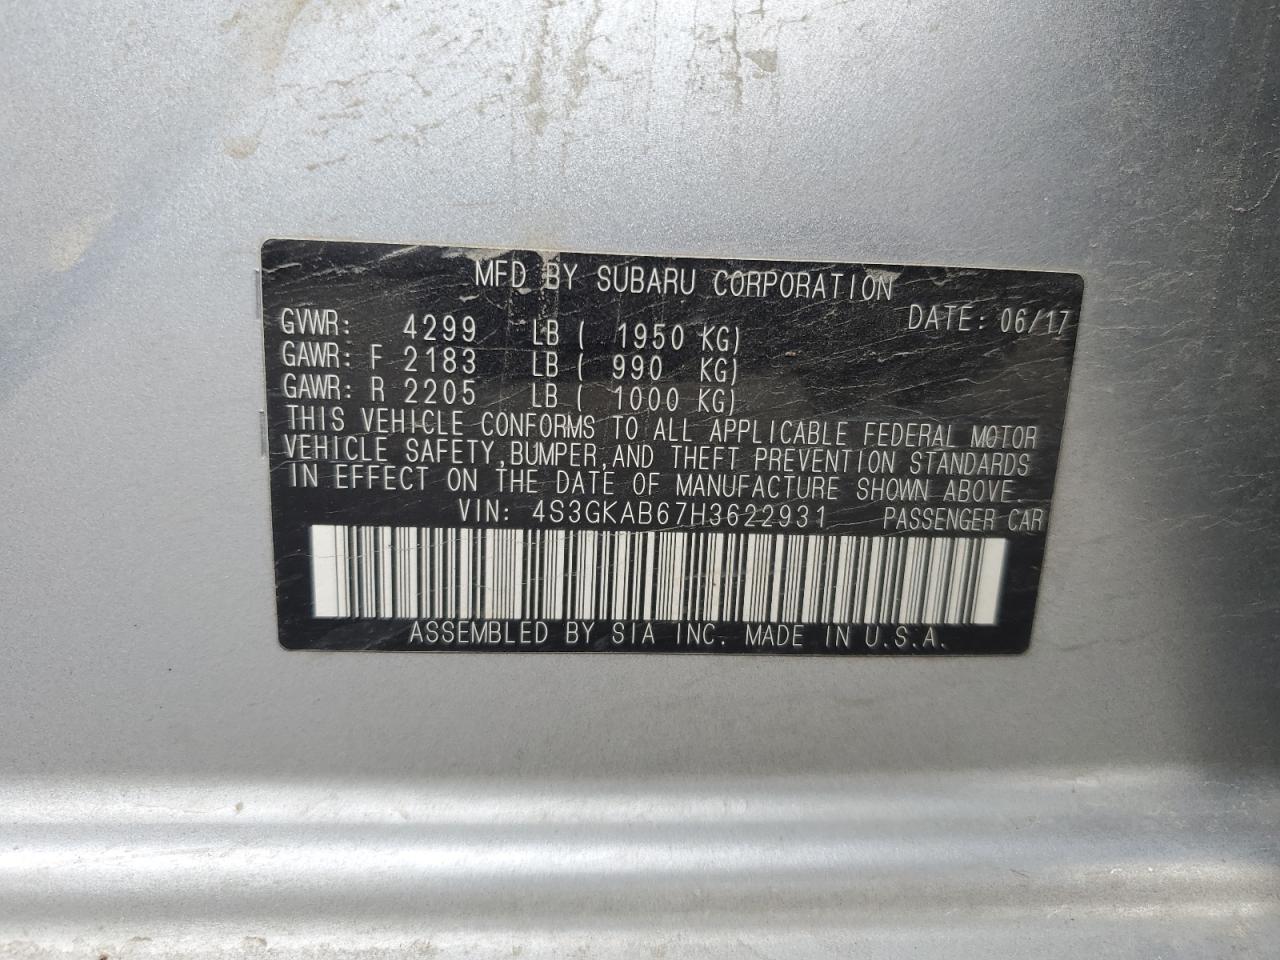 MFD BY SUBARU CORPORATION
DATE: 06/17
GVWR: 4299 LB ( 1950 KG)
GAWR: F 2183 LB ( 990 KG)
GAWR: R 2205 LB ( 1000 KG)
THIS VEHICLE CONFORMS TO ALL APPLICABLE FEDERAL MOTOR
VEHICLE SAFETY, BUMPER, AND THEFT PREVENTION STANDARDS
IN EFFECT ON THE DATE OF MANUFACTURE SHOWN ABOVE.
VIN: 4S3GKAB67H3622931 PASSENGER CAR
ASSEMBLED BY SIA INC. MADE IN U.S.A.